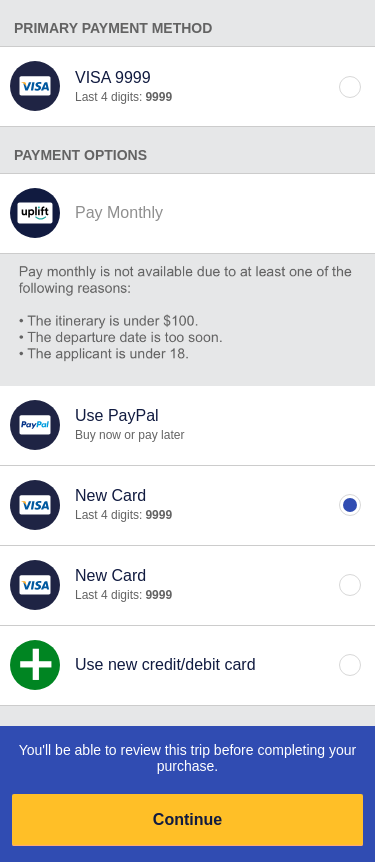 PRIMARY PAYMENT METHOD
VISA
VISA 9999
Last 4 digits: 9999
PAYMENT OPTIONS
uplift
Pay Monthly
Pay monthly is not available due to at least one of the
following reasons:
• The itinerary is under $100.
• The departure date is too soon.
• The applicant is under 18.
PayPal
Use PayPal
Buy now or pay later
VISA
New Card
Last 4 digits: 9999
VISA
New Card
Last 4 digits: 9999
Use new credit/debit card
You'll be able to review this trip before completing your
purchase.
Continue